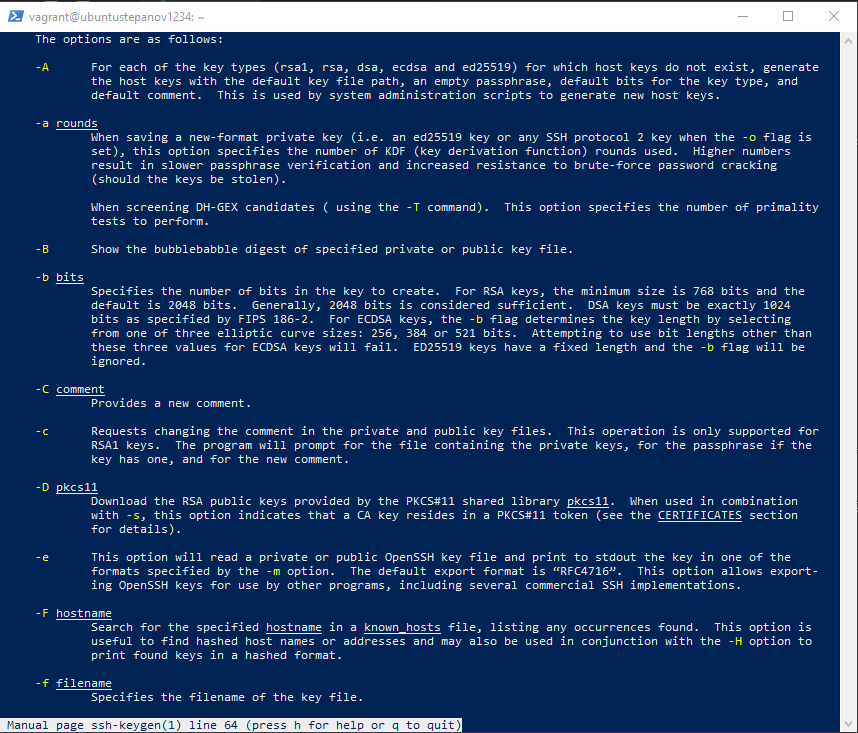 vagrant@ubuntustepanov1234: ~
The options are as follows:
-A For each of the key types (rsa1, rsa, dsa, ecdsa and ed25519) for which host keys do not exist, generate
the host keys with the default key file path, an empty passphrase, default bits for the key type, and
default comment.  This is used by system administration scripts to generate new host keys.
-a rounds
When saving a new-format private key (i.e. an ed25519 key or any SSH protocol 2 key when the -o flag is
set), this option specifies the number of KDF (key derivation function) rounds used.  Higher numbers
result in slower passphrase verification and increased resistance to brute-force password cracking
(should the keys be stolen).
When screening DH-GEX candidates ( using the -T command).  This option specifies the number of primality
tests to perform.
-B Show the bubblebabble digest of specified private or public key file.
-b bits
Specifies the number of bits in the key to create.  For RSA keys, the minimum size is 768 bits and the
default is 2048 bits.  Generally, 2048 bits is considered sufficient.  DSA keys must be exactly 1024
bits as specified by FIPS 186-2.  For ECDSA keys, the -b flag determines the key length by selecting
from one of three elliptic curve sizes: 256, 384 or 521 bits.  Attempting to use bit lengths other than
these three values for ECDSA keys will fail.  ED25519 keys have a fixed length and the -b flag will be
ignored.
-C comment
Provides a new comment.
-c Requests changing the comment in the private and public key files.  This operation is only supported for
RSA1 keys.  The program will prompt for the file containing the private keys, for the passphrase if the
key has one, and for the new comment.
-D pkcs11
Download the RSA public keys provided by the PKCS#11 shared library pkcs11.  When used in combination
with -s, this option indicates that a CA key resides in a PKCS#11 token (see the CERTIFICATES section
for details).
-e This option will read a private or public OpenSSH key file and print to stdout the key in one of the
formats specified by the -m option.  The default export format is “RFC4716”.  This option allows export-
ing OpenSSH keys for use by other programs, including several commercial SSH implementations.
-F hostname
Search for the specified hostname in a known_hosts file, listing any occurrences found.  This option is
useful to find hashed host names or addresses and may also be used in conjunction with the -H option to
print found keys in a hashed format.
-f filename
Specifies the filename of the key file.
Manual page ssh-keygen(1) line 64 (press h for help or q to quit)